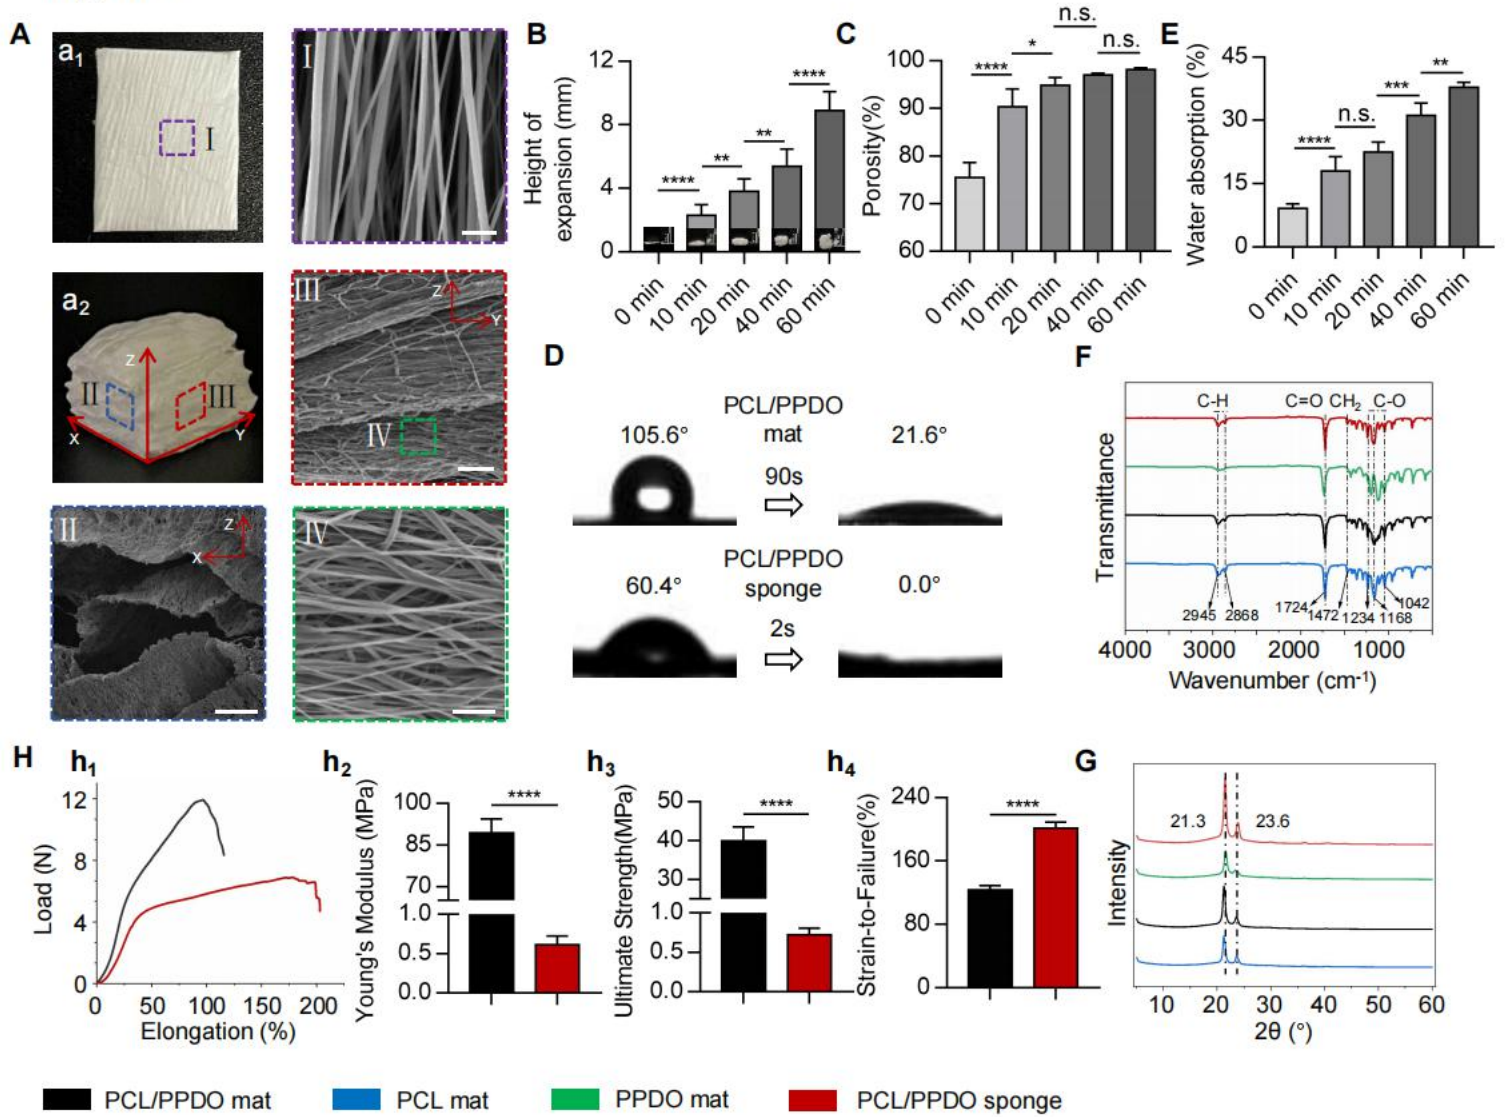 A
a1
I
I
a2
Z
X
Y
II
III
III
Z
Y
IV
II
Z
X
IV
B
Height of
expansion (mm)
12
8
4
0
****
**
**
****
0 min
10 min
20 min
40 min
60 min
C
Porosity(%)
100
90
80
70
60
****
*
n.s.
n.s.
0 min
10 min
20 min
40 min
60 min
E
Water absorption (%)
45
30
15
0
****
n.s.
***
**
0 min
10 min
20 min
40 min
60 min
D
105.6°
PCL/PPDO
mat
90s
21.6°
60.4°
PCL/PPDO
sponge
2s
0.0°
F
Transmittance
C-H
C=O
CH2
C-O
2945
2868
1724
1472
1234
1168
1042
4000
3000
2000
1000
Wavenumber (cm-1)
H
h1
Load (N)
12
8
4
0
0
50
100
150
200
Elongation (%)
h2
Young's Modulus (MPa)
100
85
70
1.0
0.5
0.0
****
h3
Ultimate Strength(MPa)
50
40
30
1.0
0.5
0.0
****
h4
Strain-to-Failure(%)
240
160
80
0
****
G
Intensity
21.3
23.6
10
20
30
40
50
60
2θ (°)
PCL/PPDO mat
PCL mat
PPDO mat
PCL/PPDO sponge